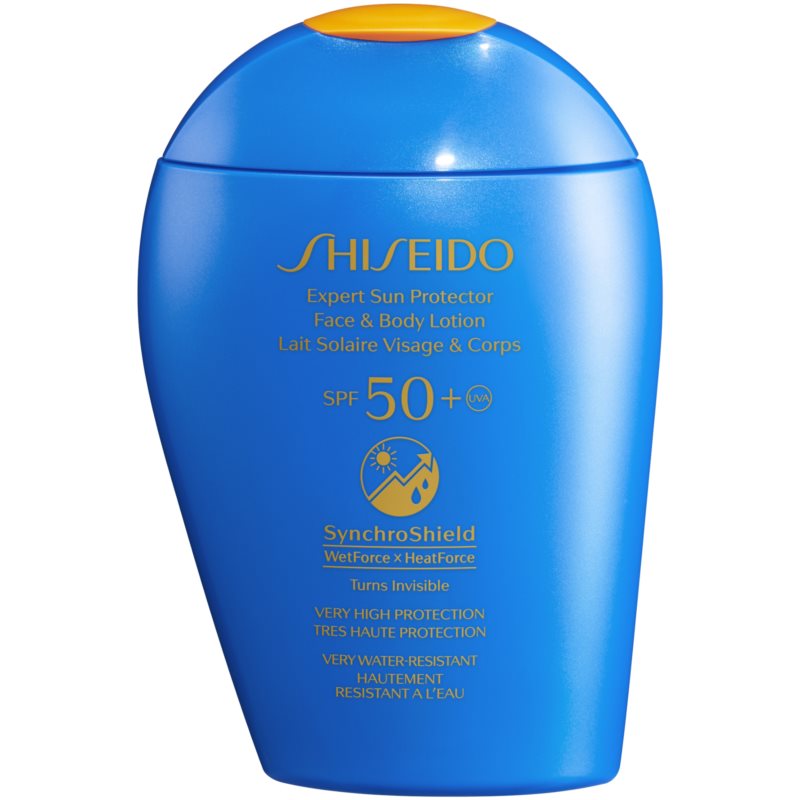 SHISEIDO
Expert Sun Protector
Face & Body Lotion
Lait Solaire Visage & Corps
SPF 50+ UVA
SynchroShield
WetForce × HeatForce
Turns Invisible
VERY HIGH PROTECTION
TRES HAUTE PROTECTION
VERY WATER-RESISTANT
HAUTEMENT
RESISTANT A L'EAU